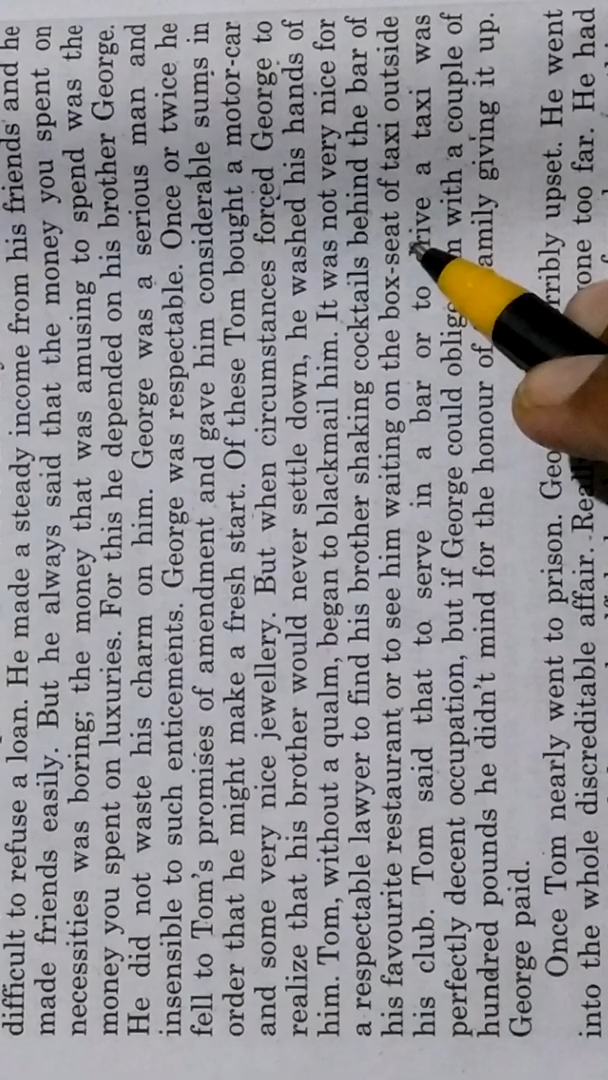 difficult to refuse a loan. He made a steady income from his friends and he
made friends easily. But he always said that the money you spent on
necessities was boring; the money that was amusing to spend was the
money you spent on luxuries. For this he depended on his brother George.
He did not waste his charm on him. George was a serious man and
insensible to such enticements. George was respectable. Once or twice he
fell to Tom's promises of amendment and gave him considerable sums in
order that he might make a fresh start. Of these Tom bought a motor-car
and some very nice jewellery. But when circumstances forced George to
realize that his brother would never settle down, he washed his hands of
him. Tom, without a qualm, began to blackmail him. It was not very nice for
a respectable lawyer to find his brother shaking cocktails behind the bar of
his favourite restaurant or to see him waiting on the box-seat of taxi outside
his club. Tom said that to serve in a bar or to rive a taxi was
perfectly decent occupation, but if George could oblige with a couple of
hundred pounds he didn't mind for the honour of amily giving it up.
George paid.
Once Tom nearly went to prison. Geo rribly upset. He went
into the whole discreditable affair. Reall one too far. He had